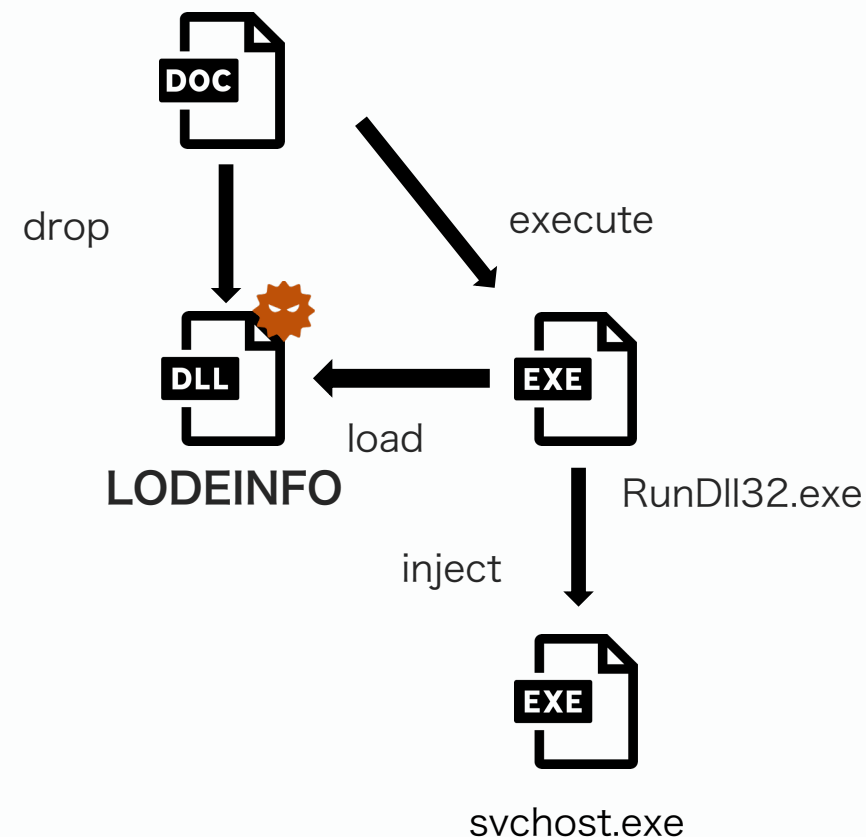 DOC
drop
execute
DLL
EXE
load
LODEINFO
RunDll32.exe
inject
EXE
svchost.exe